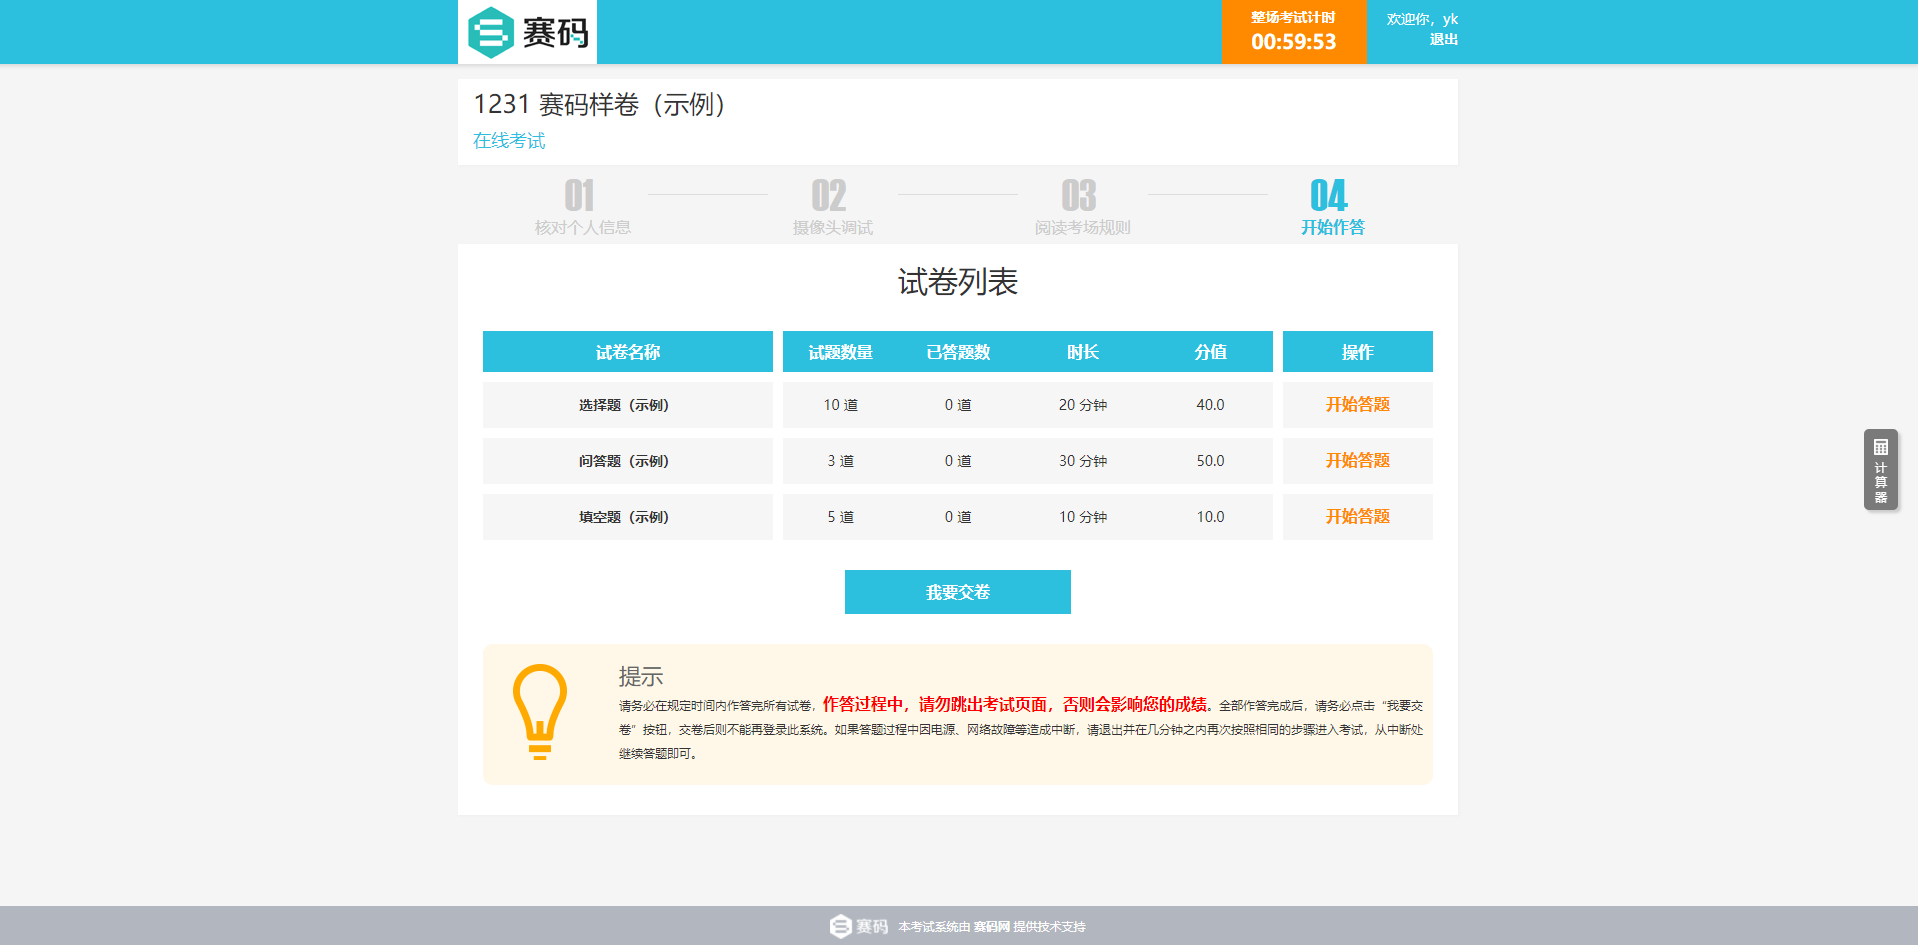 赛码
整场考试计时
00:59:53
欢迎你，yk
退出
1231 赛码样卷（示例）
在线考试
01 02 03 04
核对个人信息 摄像头调试 阅读考场规则 开始作答
试卷列表
试卷名称 试题数量 已答题数 时长 分值 操作
选择题（示例） 10 道 0 道 20 分钟 40.0 开始答题
问答题（示例） 3 道 0 道 30 分钟 50.0 开始答题
填空题（示例） 5 道 0 道 10 分钟 10.0 开始答题
我要交卷
提示
请务必在规定时间内作答完所有试卷，作答过程中，请勿跳出考试页面，否则会影响您的成绩。全部作答完成后，请务必点击“我要交
卷”按钮，交卷后则不能再登录此系统。如果答题过程中因电源、网络故障等造成中断，请退出并在几分钟之内再次按照相同的步骤进入考试，从中断处
继续答题即可。
计
算
器
赛码 本考试系统由 赛码网 提供技术支持